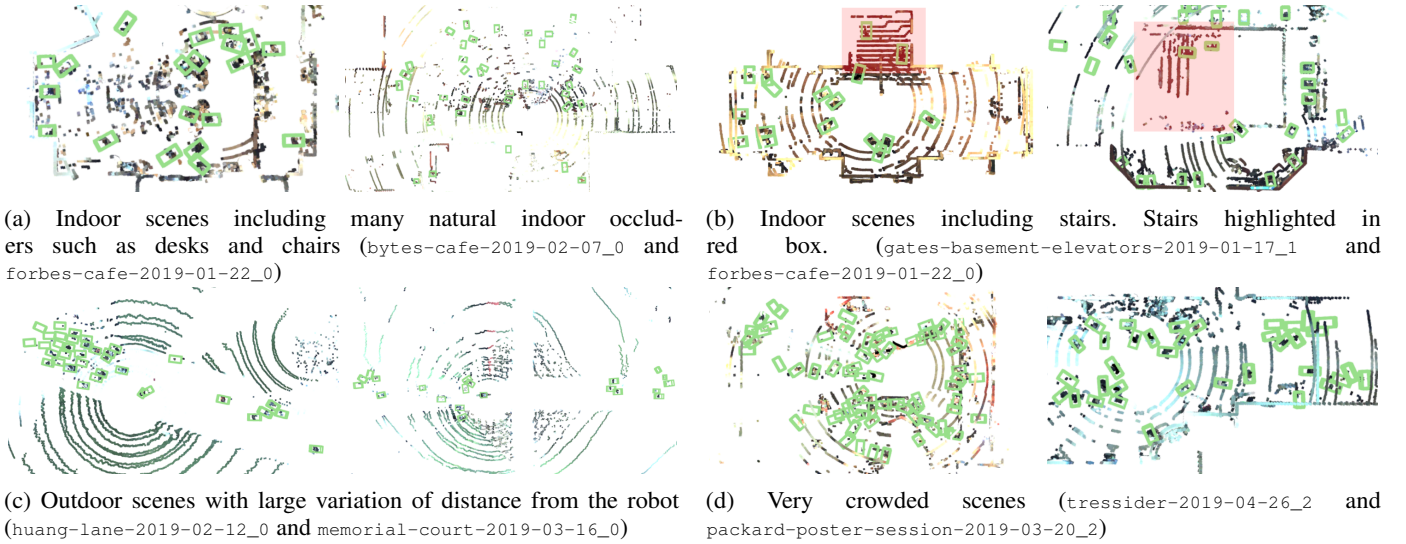 (a) Indoor scenes including many natural indoor occlud-
ers such as desks and chairs (bytes-cafe-2019-02-07_0 and
forbes-cafe-2019-01-22_0)
(b) Indoor scenes including stairs. Stairs highlighted in
red box. (gates-basement-elevators-2019-01-17_1 and
forbes-cafe-2019-01-22_0)
(c) Outdoor scenes with large variation of distance from the robot
(huang-lane-2019-02-12_0 and memorial-court-2019-03-16_0)
(d) Very crowded scenes (tressider-2019-04-26_2 and
packard-poster-session-2019-03-20_2)